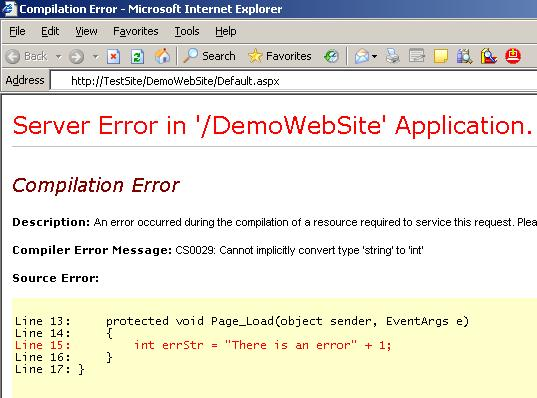 Compilation Error - Microsoft Internet Explorer
File Edit View Favorites Tools Help
Back Search Favorites
Address http://TestSite/DemoWebSite/Default.aspx
Server Error in '/DemoWebSite' Application.
Compilation Error
Description: An error occurred during the compilation of a resource required to service this request. Plea
Compiler Error Message: CS0029: Cannot implicitly convert type 'string' to 'int'
Source Error:
Line 13: protected void Page_Load(object sender, EventArgs e)
Line 14: {
Line 15: int errStr = "There is an error" + 1;
Line 16: }
Line 17: }